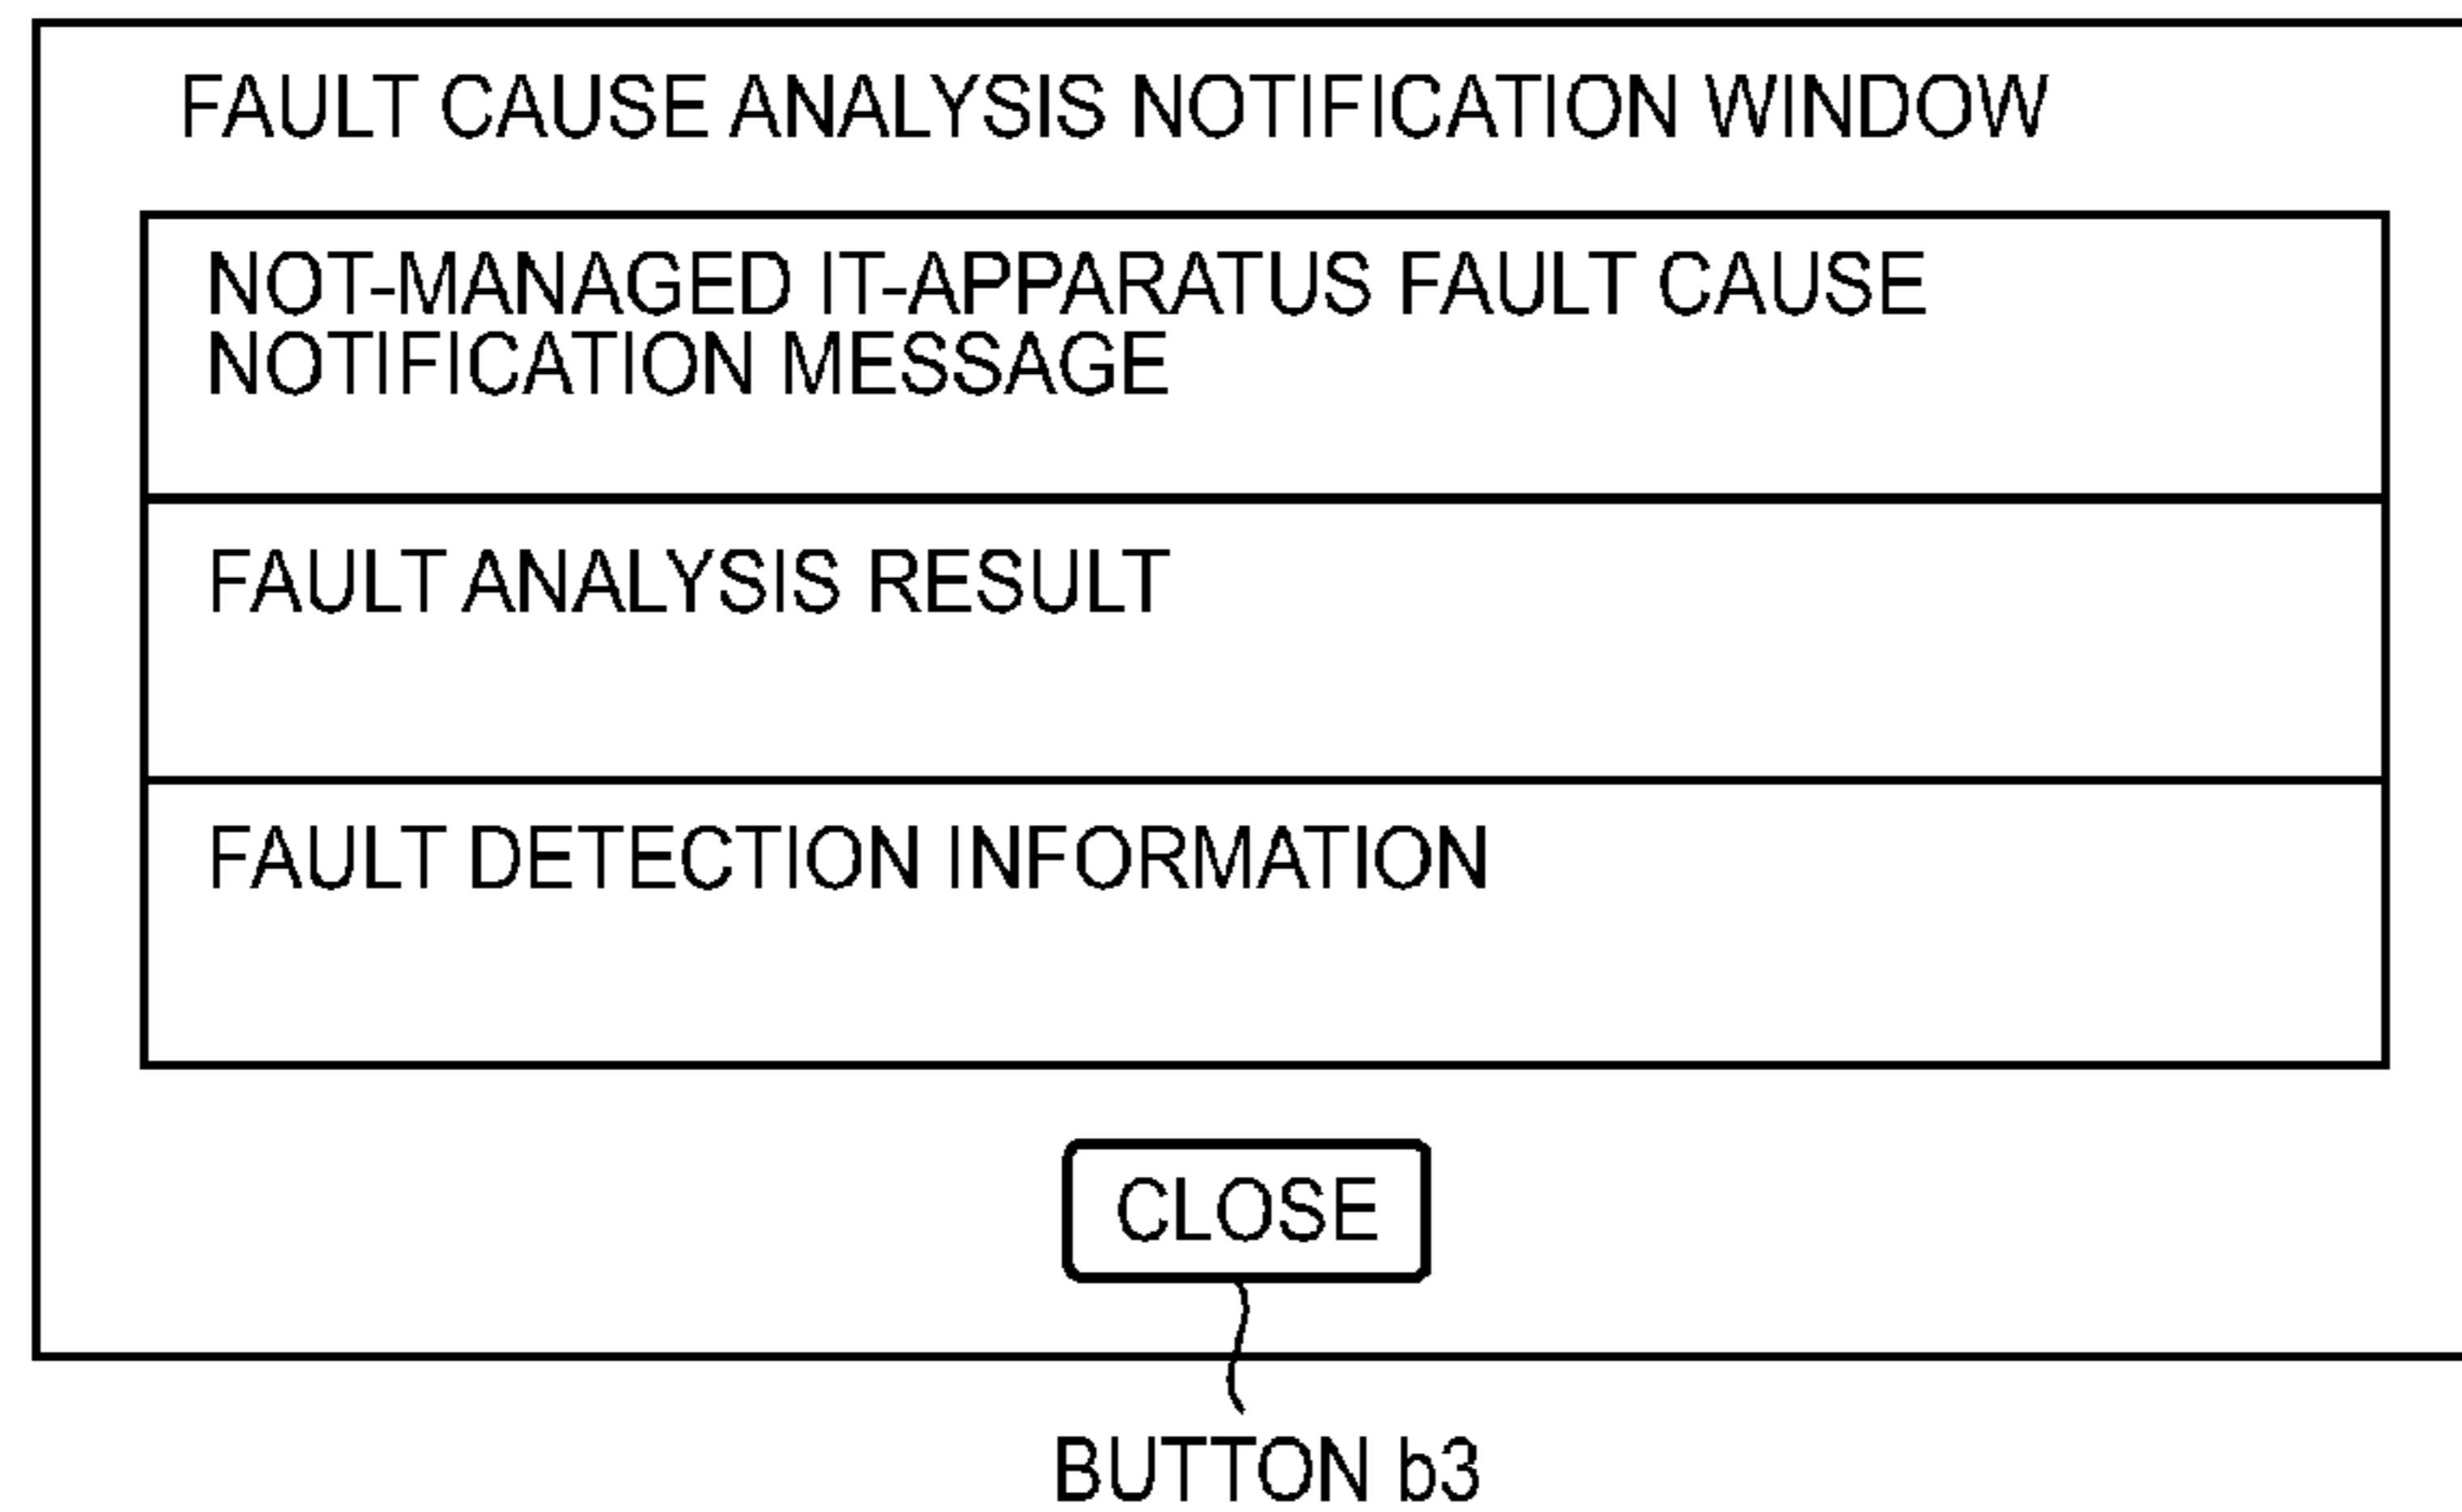 FAULT CAUSE ANALYSIS NOTIFICATION WINDOW
NOT-MANAGED IT-APPARATUS FAULT CAUSE
NOTIFICATION MESSAGE
FAULT ANALYSIS RESULT
FAULT DETECTION INFORMATION
CLOSE
BUTTON b3